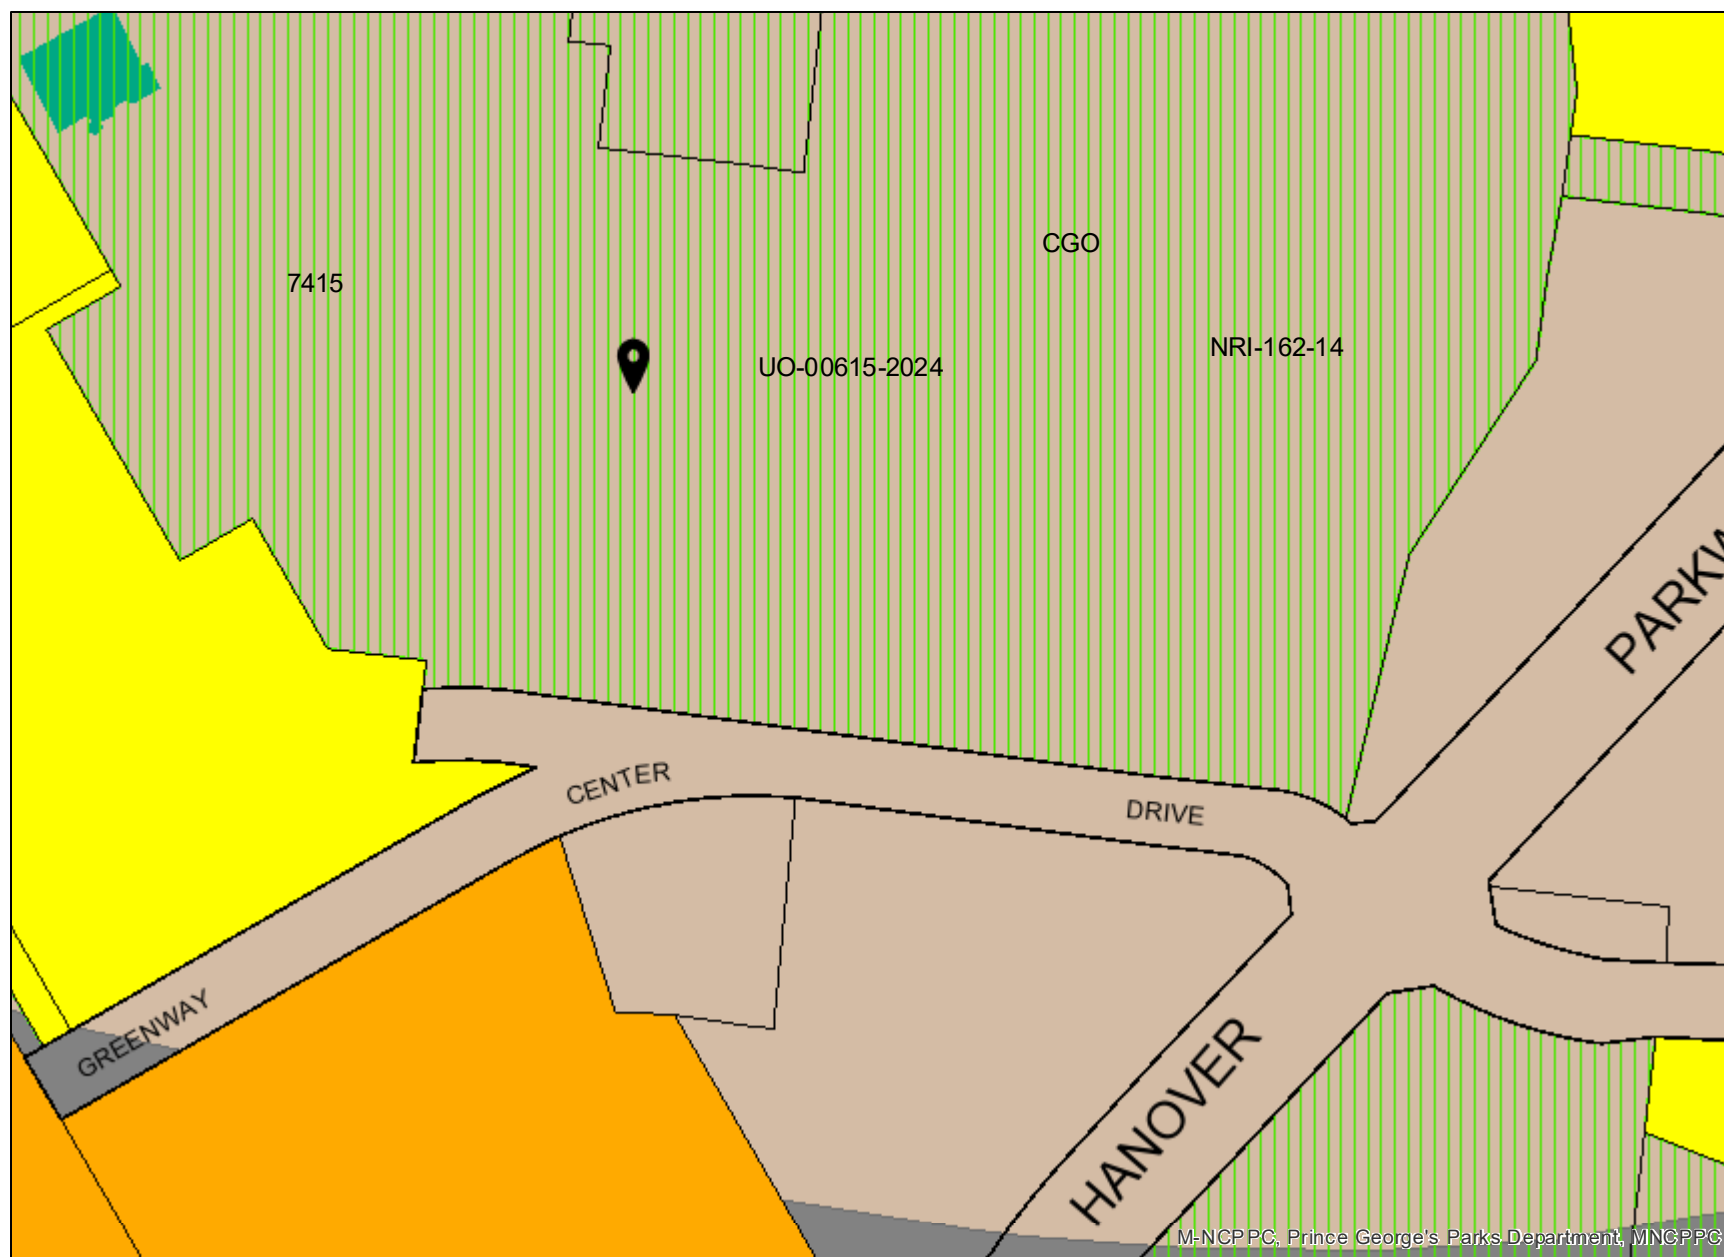 CGO
7415
NRI-162-14
UO-00615-2024
PARKW
CENTER
DRIVE
GREENWAY
HANOVER
M-NCPPC, Prince George's Parks Department, MNCPPC